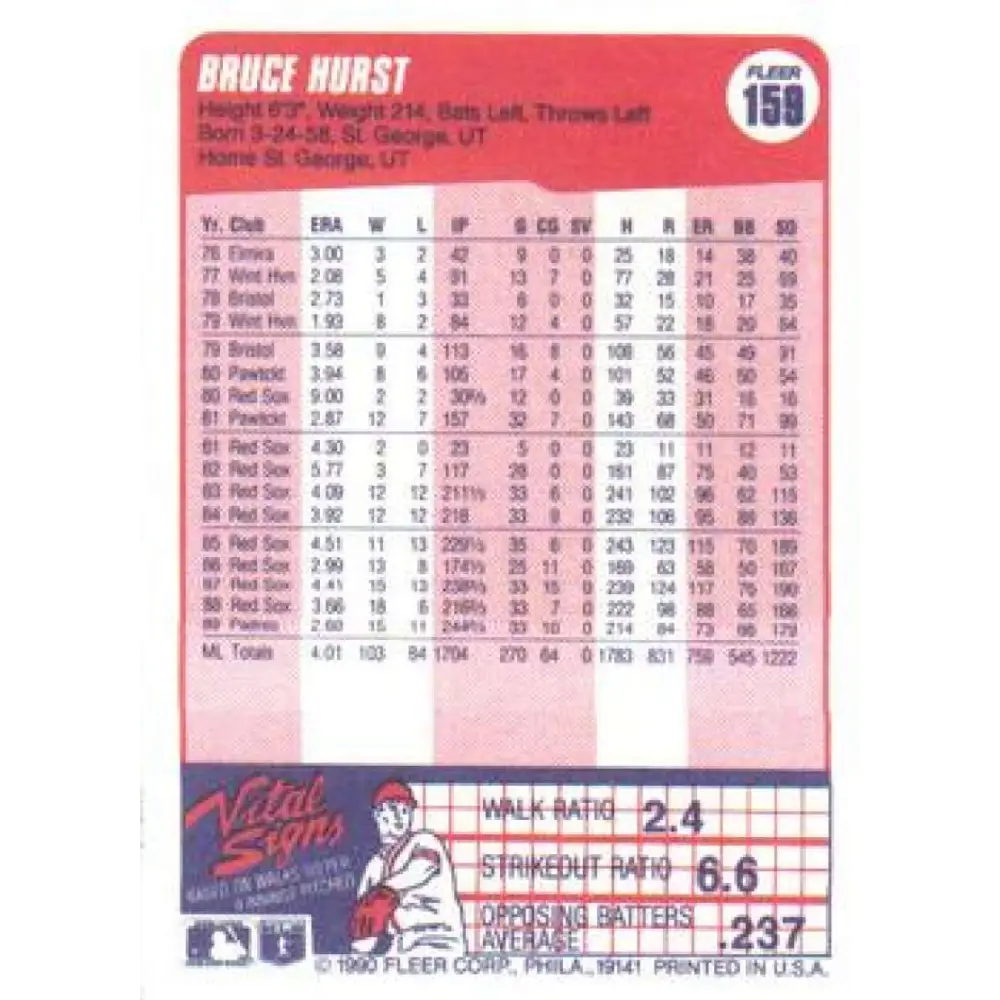 BRUCE HURST
FLEER
159
Height 6'3", Weight 214, Bats Left, Throws Left
Born 3-24-58, St. George, UT
Home St. George, UT
Yr. Club ERA W L IP G CG SV H R ER BB SO
76 Elmira 3.00 3 2 42 9 0 0 25 18 14 38 40
77 Wint Hvn 2.08 5 4 91 13 7 0 77 28 21 25 69
78 Bristol 2.73 1 3 33 6 0 0 32 15 10 17 35
79 Wint Hvn 1.93 8 2 84 12 4 0 57 22 18 20 64
79 Bristol 3.58 9 4 113 16 8 0 108 56 45 49 91
80 Pawtckt 3.94 8 6 105 17 4 0 101 52 46 50 54
80 Red Sox 9.00 2 2 30⅔ 12 0 0 39 33 31 16 16
81 Pawtckt 2.87 12 7 157 32 7 0 143 68 50 71 99
81 Red Sox 4.30 2 0 23 5 0 0 23 11 11 12 11
82 Red Sox 5.77 3 7 117 28 0 0 161 87 75 40 53
83 Red Sox 4.09 12 12 211⅓ 33 6 0 241 102 96 62 115
84 Red Sox 3.92 12 12 218 33 9 0 232 106 95 88 136
85 Red Sox 4.51 11 13 229⅓ 35 6 0 243 123 115 70 189
86 Red Sox 2.99 13 8 174⅓ 25 11 0 169 63 58 50 167
87 Red Sox 4.41 15 13 238⅔ 33 15 0 239 124 117 76 190
88 Red Sox 3.66 18 6 216⅔ 33 7 0 222 98 88 65 166
89 Padres 2.69 15 11 244⅔ 33 10 0 214 84 73 66 179
ML Totals 4.01 103 84 1704 270 64 0 1783 831 759 545 1222
Vital Signs
BASED ON WALKS, SO PER
9 INNINGS PITCHED
WALK RATIO 2.4
STRIKEOUT RATIO 6.6
OPPOSING BATTERS
AVERAGE .237
© 1990 FLEER CORP., PHILA., 19141 PRINTED IN U.S.A.